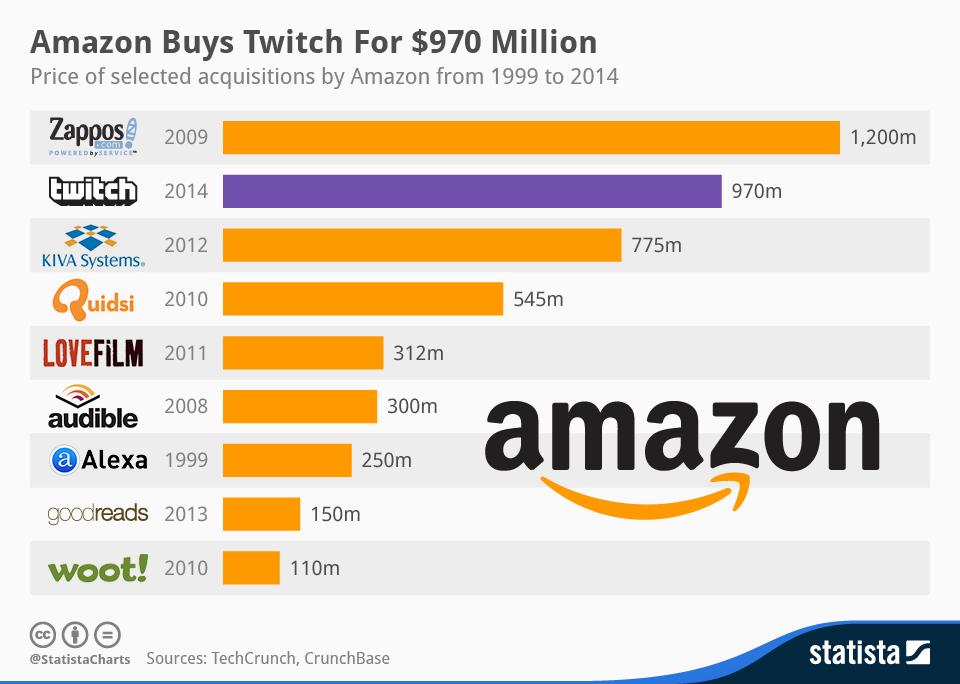 Amazon Buys Twitch For $970 Million
Price of selected acquisitions by Amazon from 1999 to 2014
Zappos
.com
POWERED by SERVICE™
2009
1,200m
twitch
2014
970m
KIVA Systems®
2012
775m
Quidsi
2010
545m
LOVEFiLM
2011
312m
audible
2008
300m
a Alexa
1999
250m
goodreads
2013
150m
woot!
2010
110m
amazon
cc
@StatistaCharts Sources: TechCrunch, CrunchBase
statista